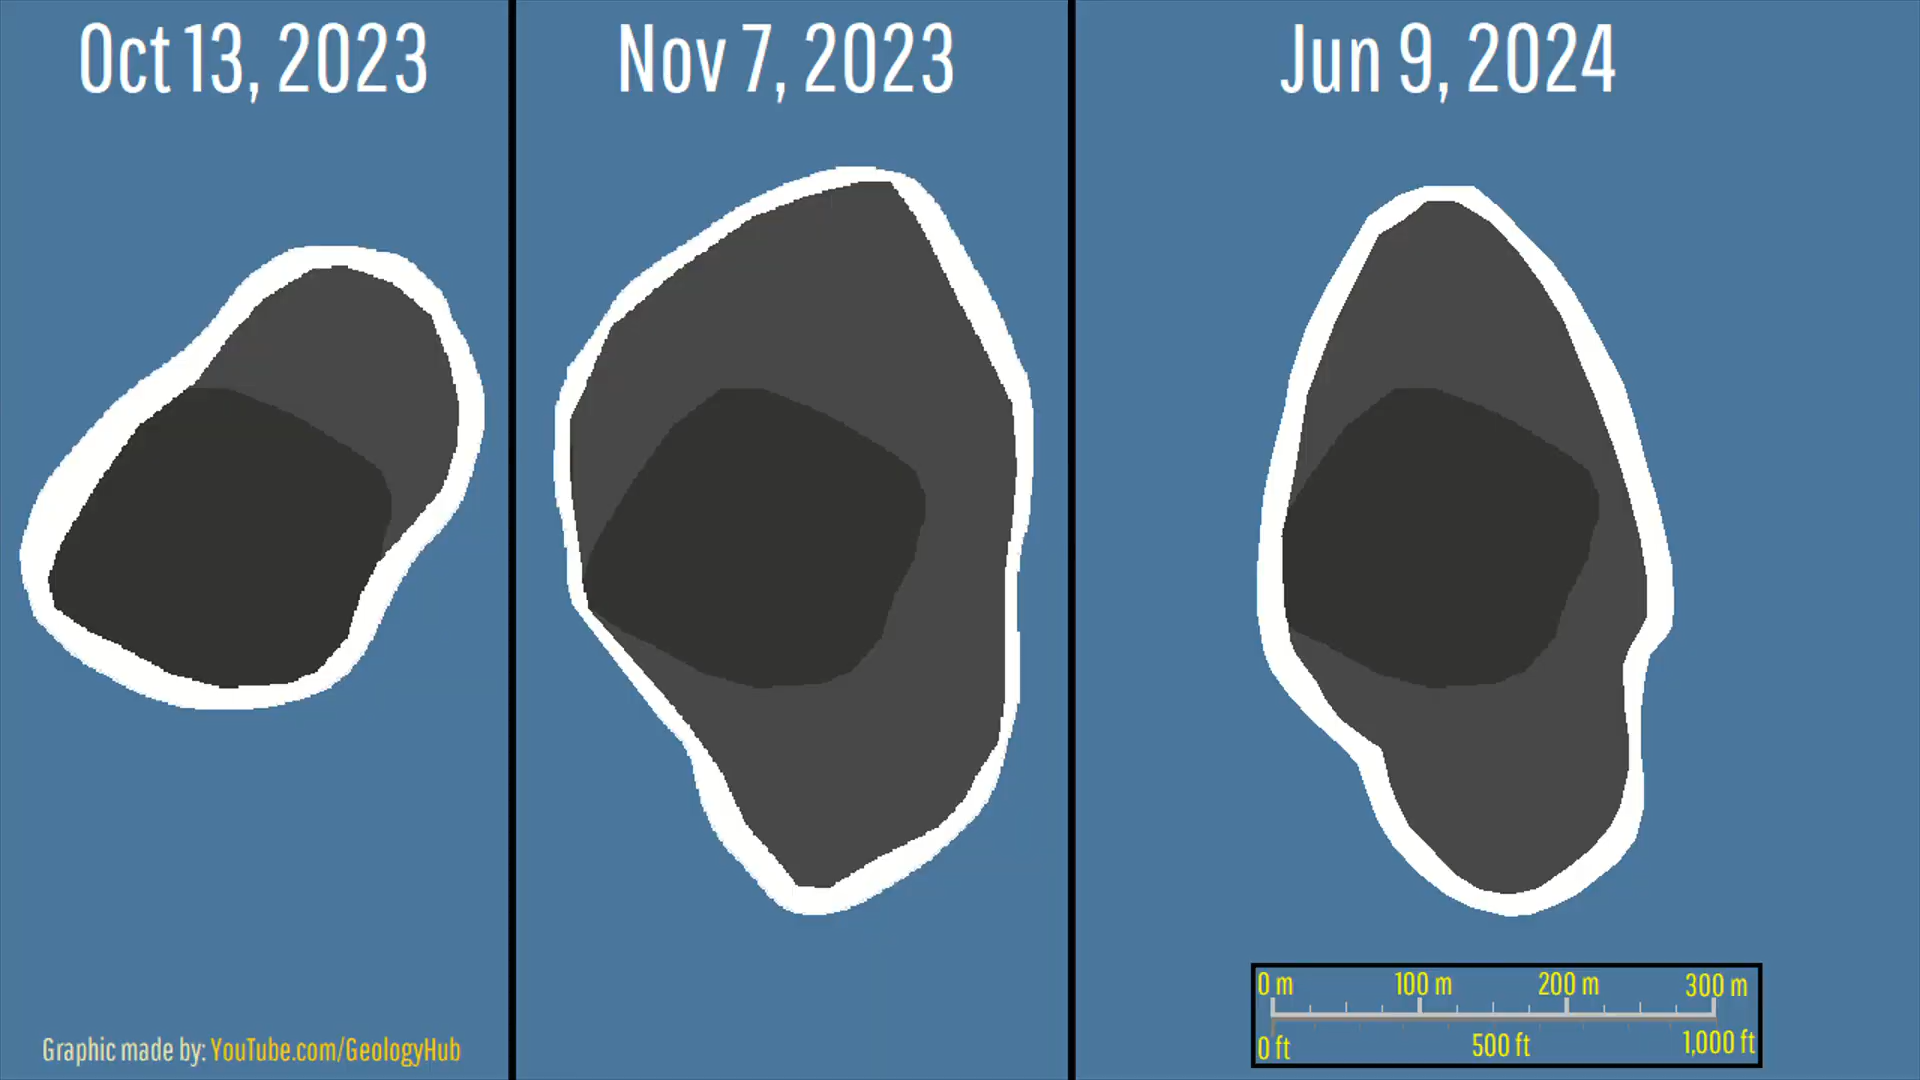 Oct 13, 2023
Nov 7, 2023
Jun 9, 2024
0 m 100 m 200 m 300 m
0 ft 500 ft 1,000 ft
Graphic made by: YouTube.com/GeologyHub